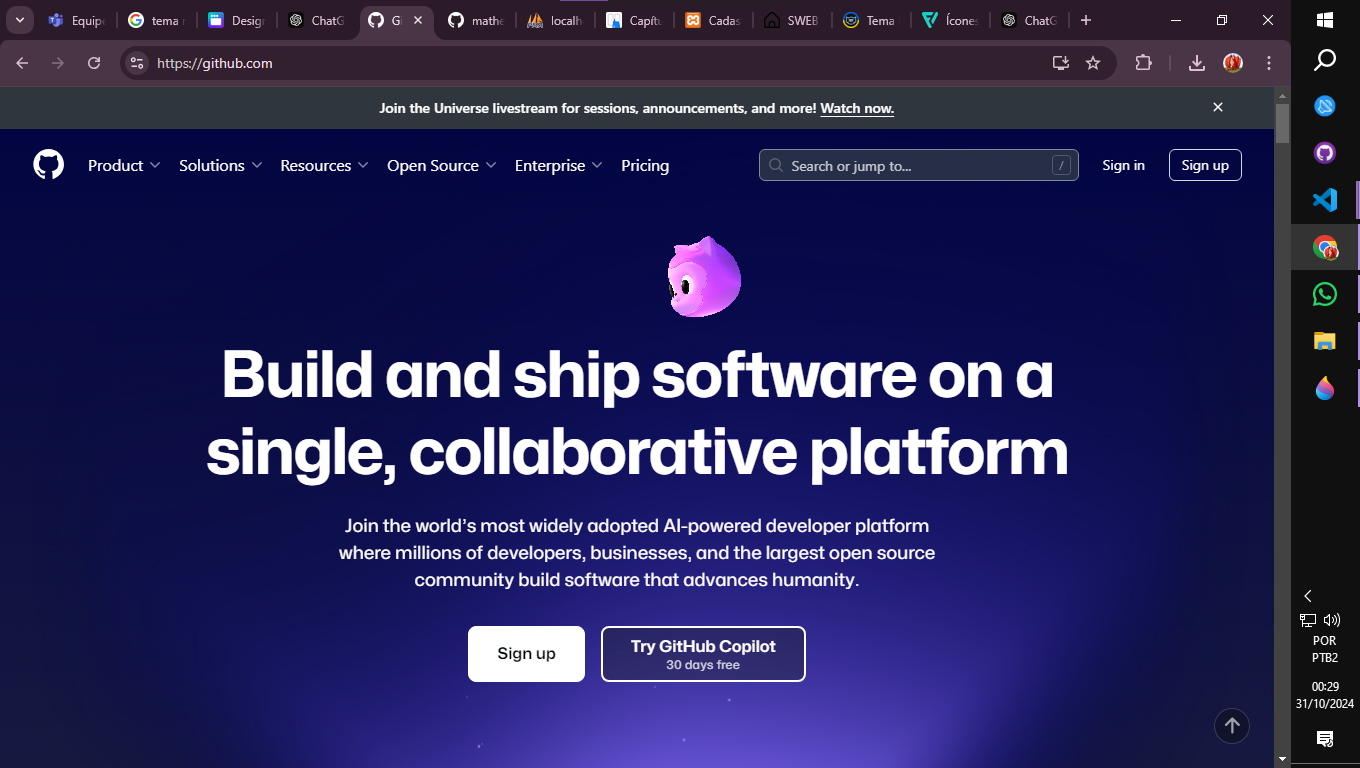 Equipe
tema r
Design
ChatG
Gi
mathe
localh
Capítu
Cadas
SWEB
Tema
Ícones
ChatG
https://github.com
Join the Universe livestream for sessions, announcements, and more! Watch now.
Product
Solutions
Resources
Open Source
Enterprise
Pricing
Search or jump to...
/
Sign in
Sign up
Build and ship software on a
single, collaborative platform
Join the world's most widely adopted AI-powered developer platform
where millions of developers, businesses, and the largest open source
community build software that advances humanity.
Sign up
Try GitHub Copilot
30 days free
POR
PTB2
00:29
31/10/2024